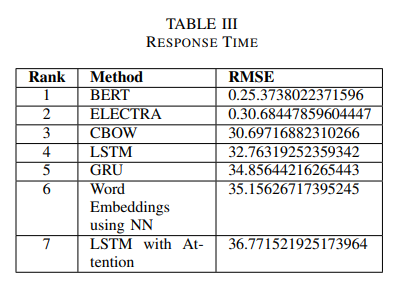 TABLE III
RESPONSE TIME
Rank Method RMSE
1 BERT 0.25.3738022371596
2 ELECTRA 0.30.68447859604447
3 CBOW 30.69716882310266
4 LSTM 32.76319252359342
5 GRU 34.85644216265443
6 Word 35.15626717395245
Embeddings
using NN
7 LSTM with At- 36.771521925173964
tention